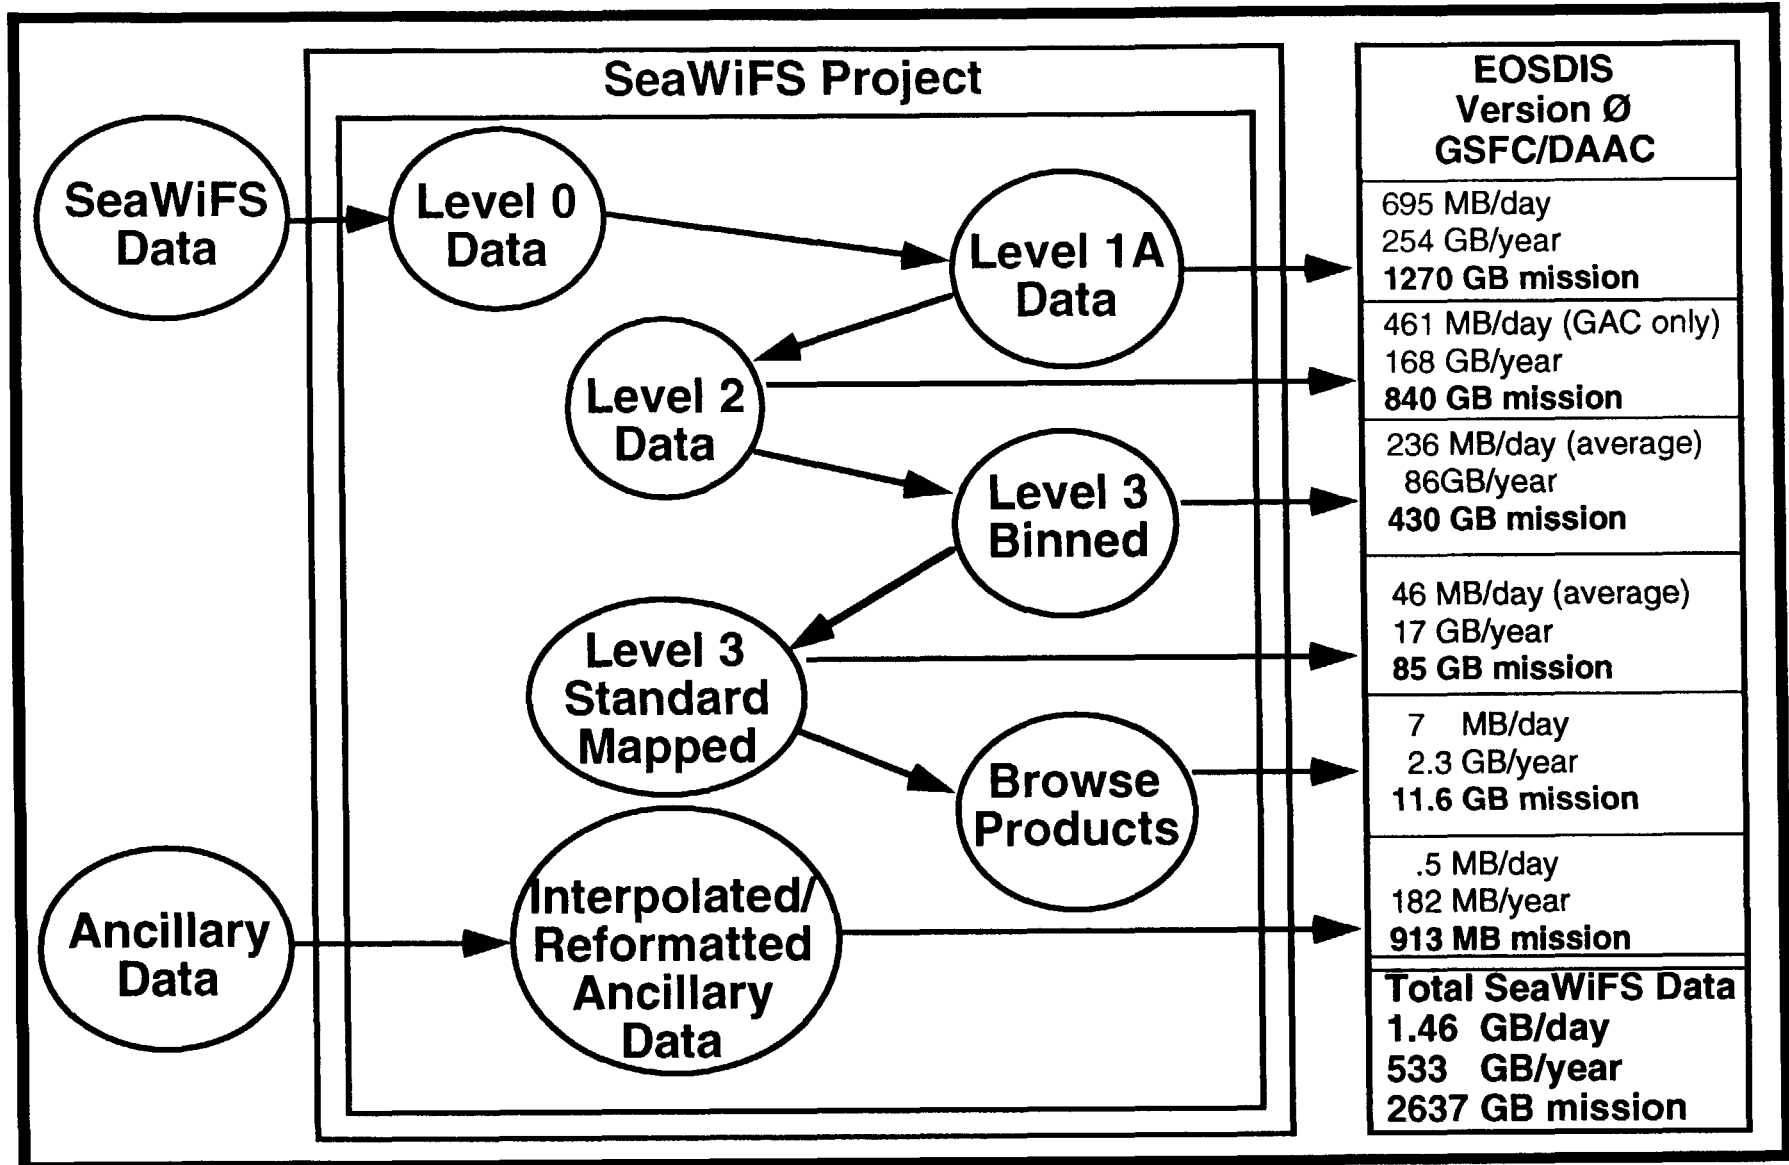 SeaWiFS Project
SeaWiFS
Data
Level 0
Data
Level 1A
Data
Level 2
Data
Level 3
Binned
Level 3
Standard
Mapped
Browse
Products
Ancillary
Data
Interpolated/
Reformatted
Ancillary
Data
EOSDIS
Version Ø
GSFC/DAAC
695 MB/day
254 GB/year
1270 GB mission
461 MB/day (GAC only)
168 GB/year
840 GB mission
236 MB/day (average)
86GB/year
430 GB mission
46 MB/day (average)
17 GB/year
85 GB mission
7 MB/day
2.3 GB/year
11.6 GB mission
.5 MB/day
182 MB/year
913 MB mission
Total SeaWiFS Data
1.46 GB/day
533 GB/year
2637 GB mission